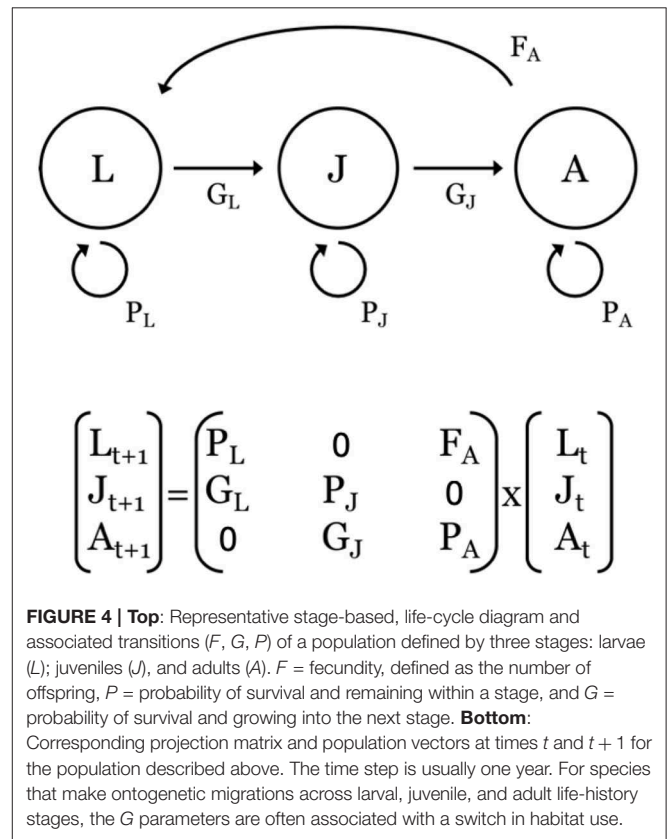 F_A
L
J
A
G_L
G_J
P_L
P_J
P_A
L_{t+1} P_L 0 F_A L_t
J_{t+1} = G_L P_J 0 X J_t
A_{t+1} 0 G_J P_A A_t
FIGURE 4 | Top: Representative stage-based, life-cycle diagram and
associated transitions (F, G, P) of a population defined by three stages: larvae
(L); juveniles (J), and adults (A). F = fecundity, defined as the number of
offspring, P = probability of survival and remaining within a stage, and G =
probability of survival and growing into the next stage. Bottom:
Corresponding projection matrix and population vectors at times t and t + 1 for
the population described above. The time step is usually one year. For species
that make ontogenetic migrations across larval, juvenile, and adult life-history
stages, the G parameters are often associated with a switch in habitat use.